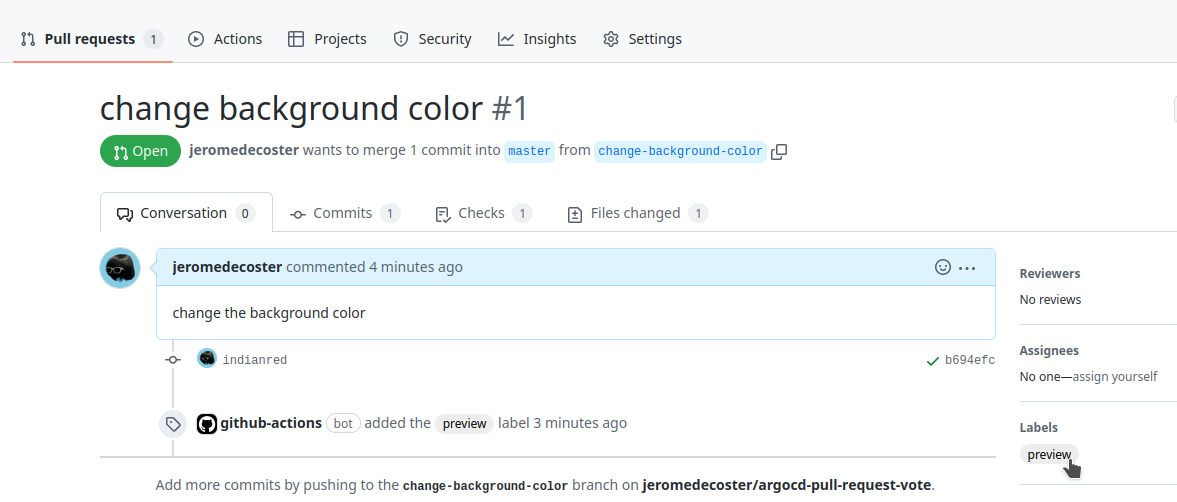 Pull requests 1 Actions Projects Security Insights Settings
change background color #1
Open jeromedecoster wants to merge 1 commit into master from change-background-color
Conversation 0 Commits 1 Checks 1 Files changed 1
jeromedecoster commented 4 minutes ago
Reviewers
No reviews
change the background color
Assignees
No one—assign yourself
indianred b694efc
github-actions bot added the preview label 3 minutes ago
Labels
preview
Add more commits by pushing to the change-background-color branch on jeromedecoster/argocd-pull-request-vote.